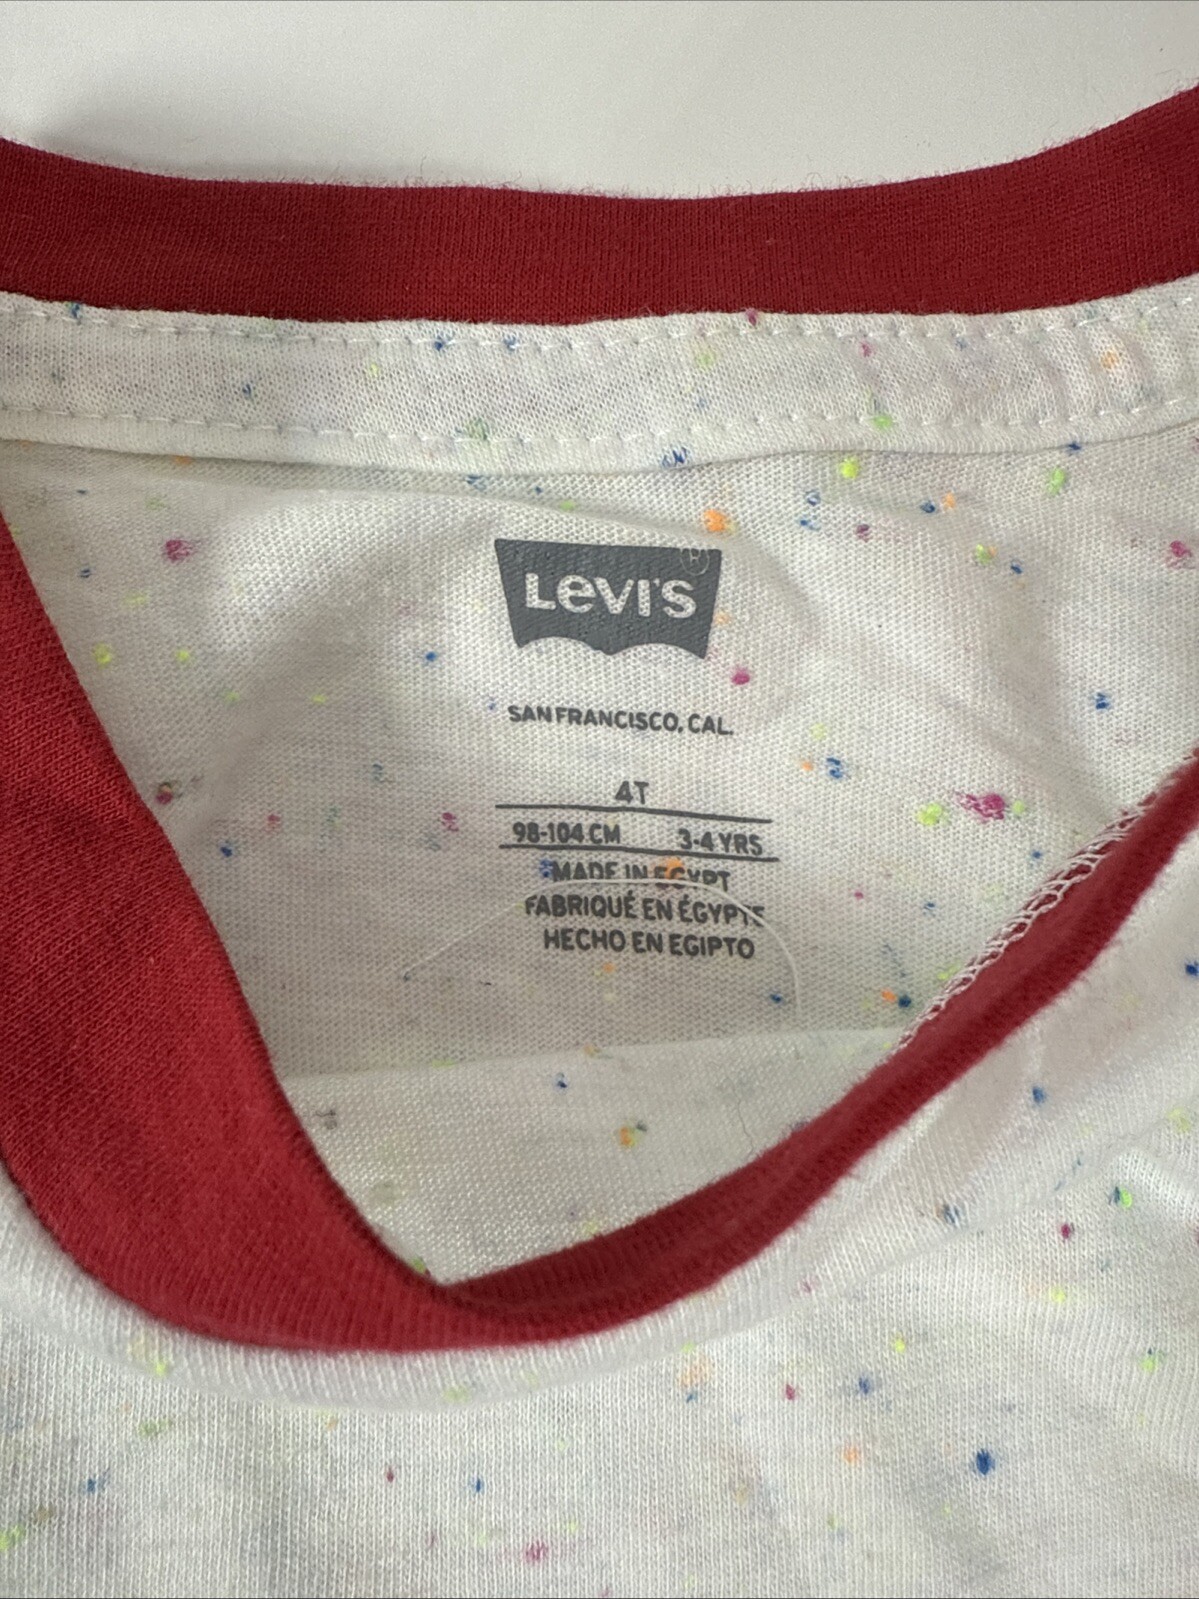 LEVI'S ®
SAN FRANCISCO, CAL.
4T
98-104 CM 3-4 YRS
MADE IN EGYPT
FABRIQUÉ EN ÉGYPTE
HECHO EN EGIPTO